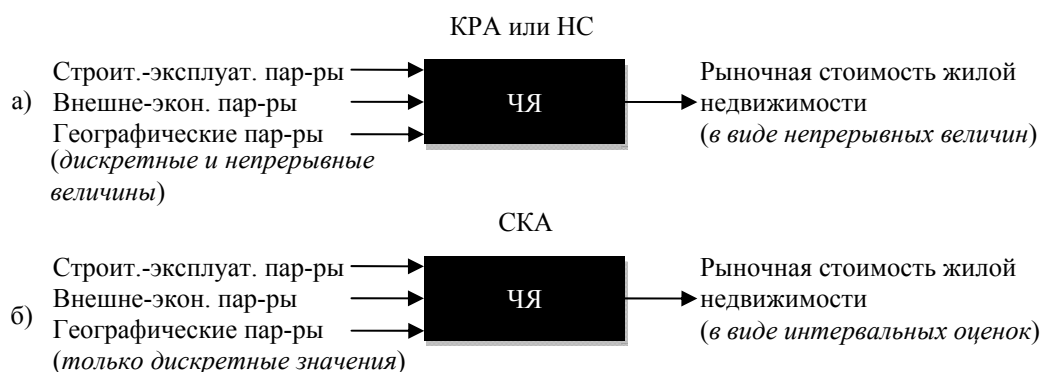 КРА или НС
Строит.-эксплуат. пар-ры
а) Внешне-экон. пар-ры
Географические пар-ры
(дискретные и непрерывные
величины)
ЧЯ
Рыночная стоимость жилой
недвижимости
(в виде непрерывных величин)
СКА
Строит.-эксплуат. пар-ры
Внешне-экон. пар-ры
б) Географические пар-ры
(только дискретные значения)
ЧЯ
Рыночная стоимость жилой
недвижимости
(в виде интервальных оценок)